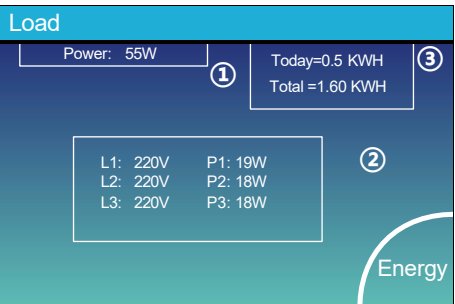 Load
Power: 55W
①
Today=0.5 KWH
Total =1.60 KWH
③
L1: 220V P1: 19W
L2: 220V P2: 18W
L3: 220V P3: 18W
②
Energy